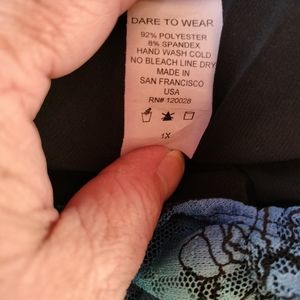 DARE TO WEAR
92% POLYESTER
8% SPANDEX
HAND WASH COLD
NO BLEACH LINE DRY
MADE IN
SAN FRANCISCO
USA
RN# 120028
1X